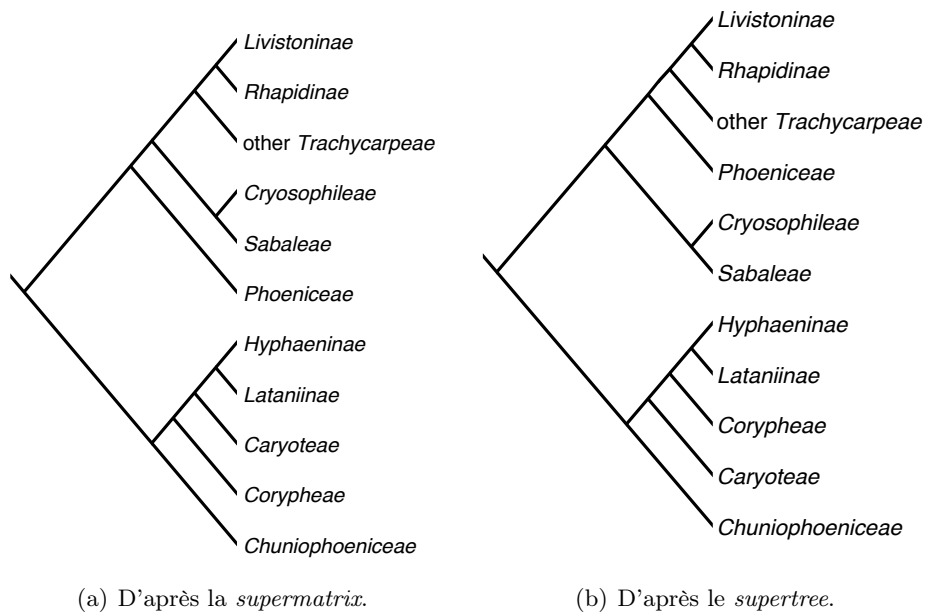 Livistoninae
Rhapidinae
other Trachycarpeae
Cryosophileae
Sabaleae
Phoeniceae
Hyphaeninae
Lataniinae
Caryoteae
Corypheae
Chuniophoeniceae
(a) D'après la supermatrix.
Livistoninae
Rhapidinae
other Trachycarpeae
Phoeniceae
Cryosophileae
Sabaleae
Hyphaeninae
Lataniinae
Corypheae
Caryoteae
Chuniophoeniceae
(b) D'après le supertree.